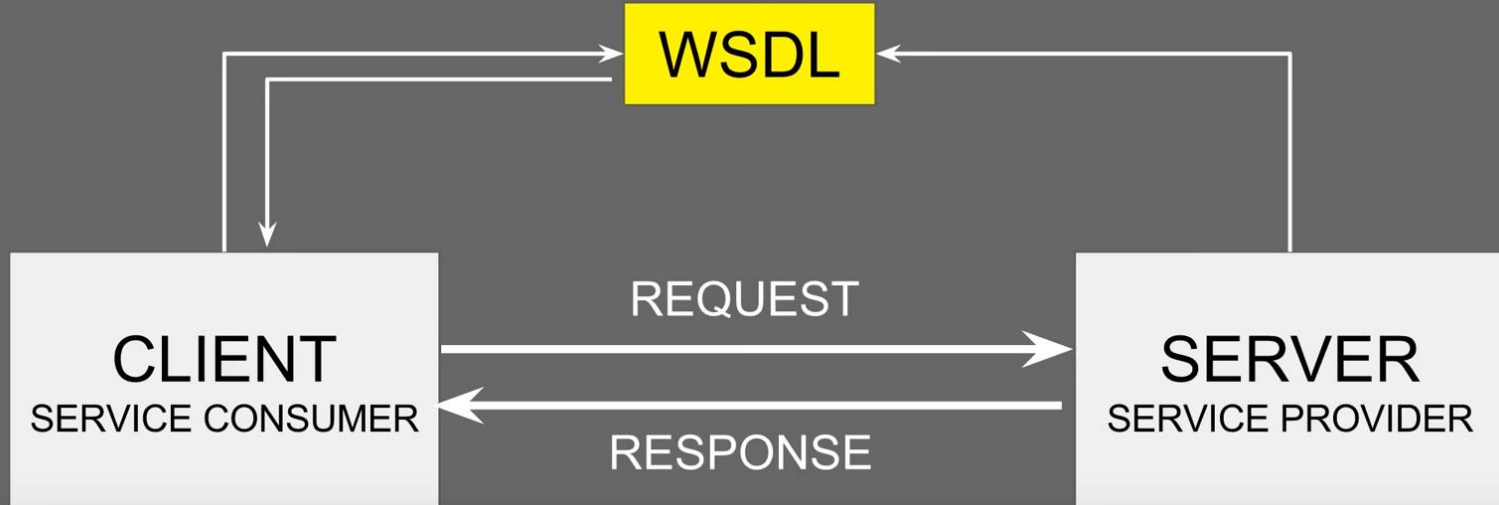 WSDL
REQUEST
CLIENT
SERVICE CONSUMER
SERVER
SERVICE PROVIDER
RESPONSE